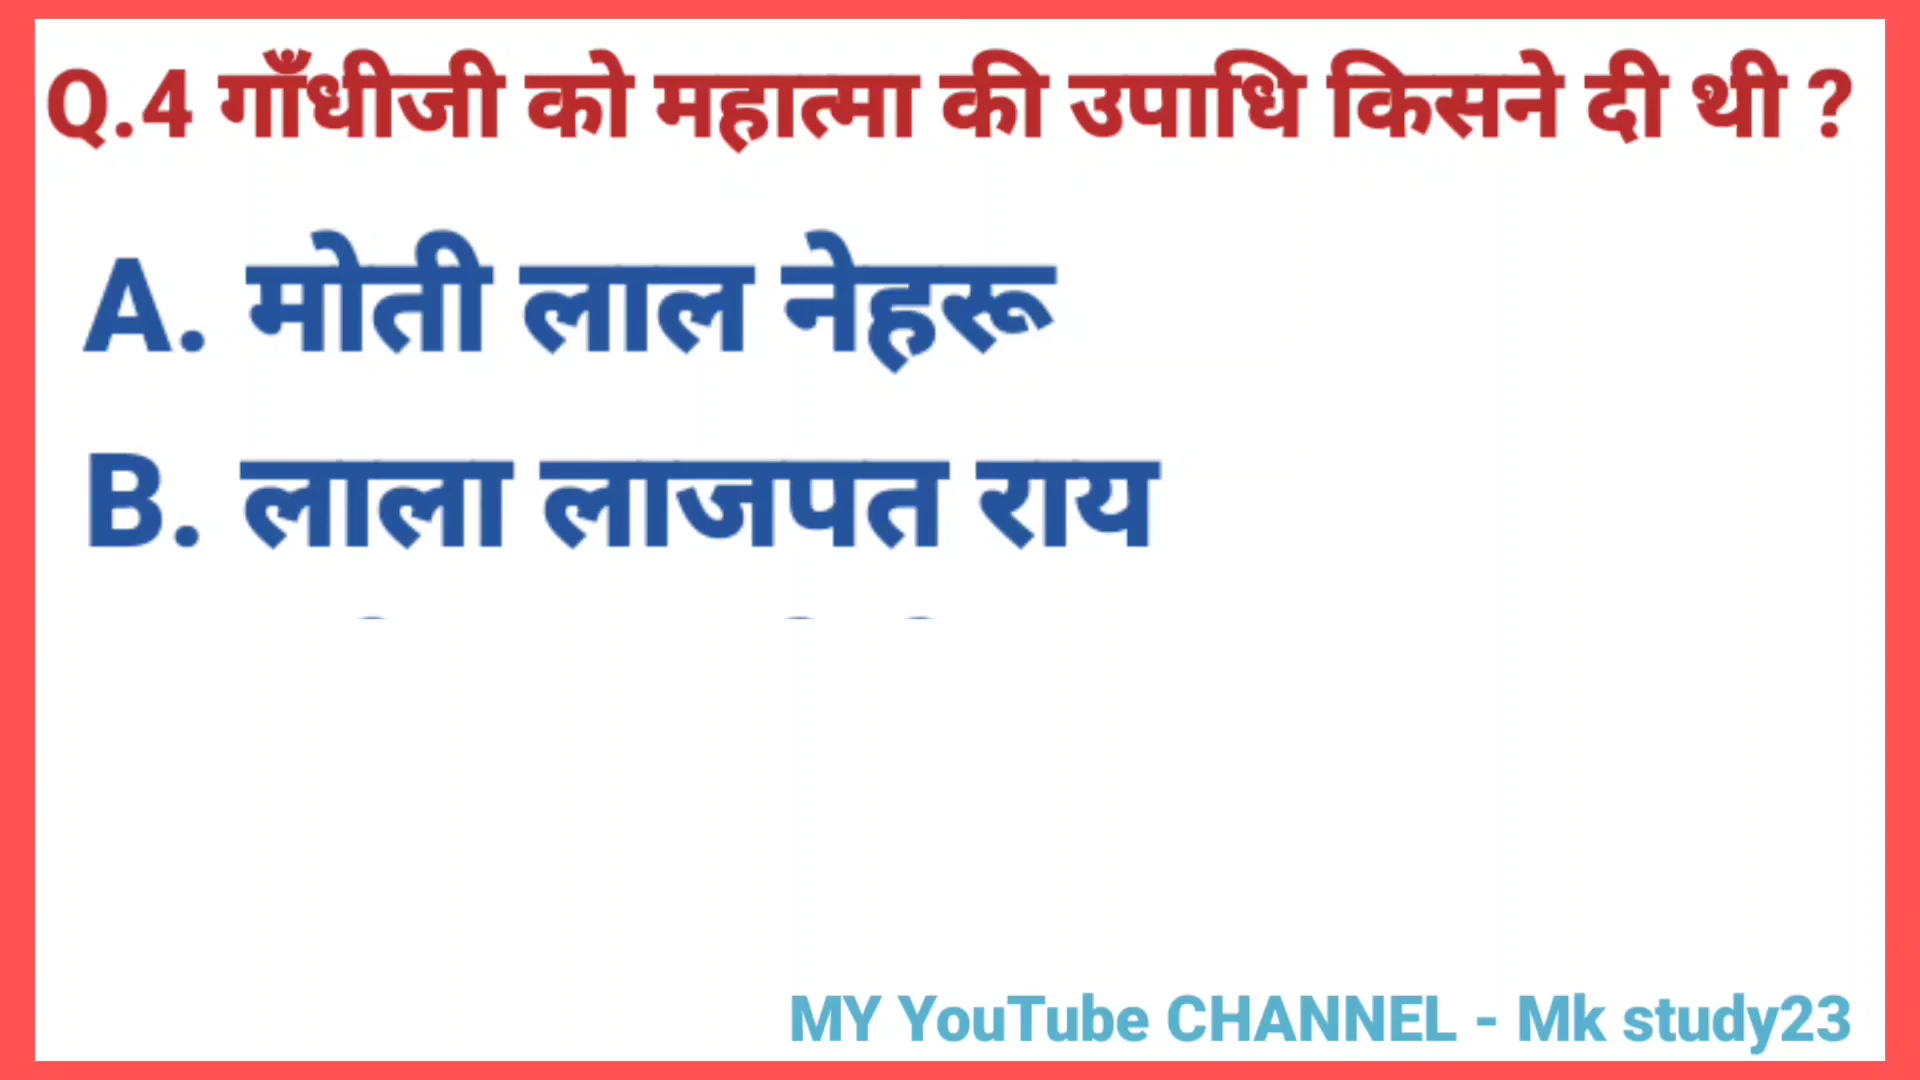 Q.4 गाँधीजी को महात्मा की उपाधि किसने दी थी ?
A. मोती लाल नेहरू
B. लाला लाजपत राय
MY YouTube CHANNEL - Mk study23